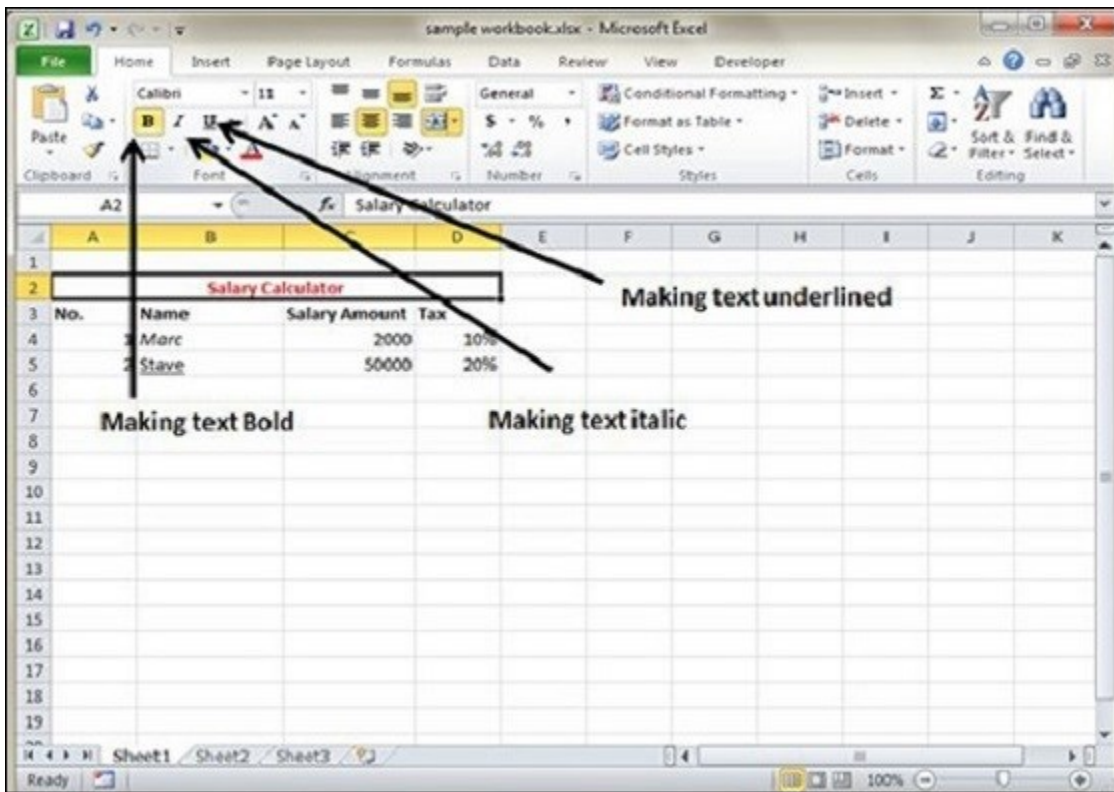 sample workbook.xlsx - Microsoft Excel
File Home Insert Page Layout Formulas Data Review View Developer
Calibri 11 General Conditional Formatting Insert Σ
Paste B I U A A $ % , Format as Table Delete Sort & Filter Find & Select
A Cell Styles Format
Clipboard Font Alignment Number Styles Cells Editing
A2 fx Salary Calculator
A B C D E F G H I J K
1
2 Salary Calculator
3 No. Name Salary Amount Tax
4 1 Marc 2000 10%
5 2 Stave 50000 20%
6
7
8
9
10
11
12
13
14
15
16
17
18
19
Making text underlined
Making text Bold
Making text italic
Sheet1 Sheet2 Sheet3
Ready 100%